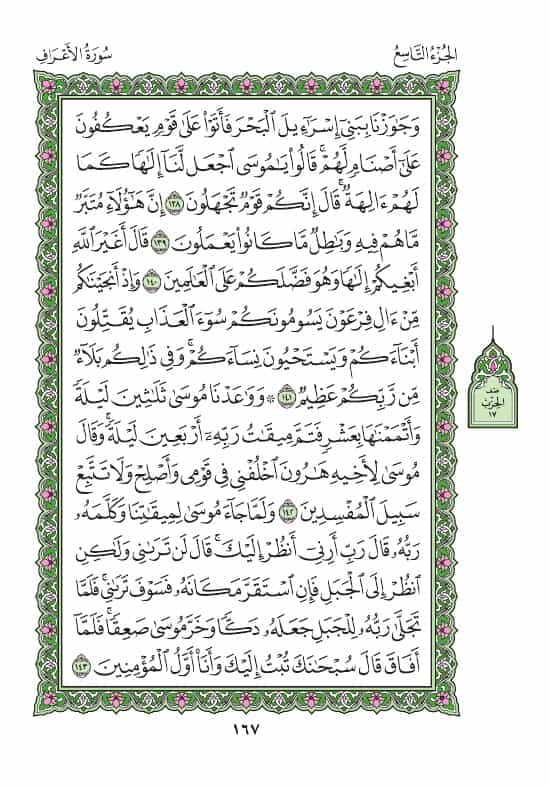 الجُزْءُ التَّاسِعُ
سُورَةُ الأَعْرَافِ
وَجَٰوَزْنَا بِبَنِىٓ إِسْرَٰٓءِيلَ ٱلْبَحْرَ فَأَتَوْا۟ عَلَىٰ قَوْمٍ يَعْكُفُونَ
عَلَىٰٓ أَصْنَامٍ لَّهُمْ ۚ قَالُوا۟ يَٰمُوسَى ٱجْعَل لَّنَآ إِلَٰهًا كَمَا
لَهُمْ ءَالِهَةٌ ۚ قَالَ إِنَّكُمْ قَوْمٌ تَجْهَلُونَ ١٣٨ إِنَّ هَٰٓؤُلَآءِ مُتَبَّرٌ
مَّا هُمْ فِيهِ وَبَٰطِلٌ مَّا كَانُوا۟ يَعْمَلُونَ ١٣٩ قَالَ أَغَيْرَ ٱللَّهِ
أَبْغِيكُمْ إِلَٰهًا وَهُوَ فَضَّلَكُمْ عَلَى ٱلْعَٰلَمِينَ ١٤٠ وَإِذْ أَنجَيْنَٰكُم
مِّنْ ءَالِ فِرْعَوْنَ يَسُومُونَكُمْ سُوٓءَ ٱلْعَذَابِ يُقَتِّلُونَ
أَبْنَآءَكُمْ وَيَسْتَحْيُونَ نِسَآءَكُمْ ۚ وَفِى ذَٰلِكُم بَلَآءٌ
مِّن رَّبِّكُمْ عَظِيمٌ ١٤١ ۞ وَوَٰعَدْنَا مُوسَىٰ ثَلَٰثِينَ لَيْلَةً
وَأَتْمَمْنَٰهَا بِعَشْرٍ فَتَمَّ مِيقَٰتُ رَبِّهِۦٓ أَرْبَعِينَ لَيْلَةً ۚ وَقَالَ
مُوسَىٰ لِأَخِيهِ هَٰرُونَ ٱخْلُفْنِى فِى قَوْمِى وَأَصْلِحْ وَلَا تَتَّبِعْ
سَبِيلَ ٱلْمُفْسِدِينَ ١٤٢ وَلَمَّا جَآءَ مُوسَىٰ لِمِيقَٰتِنَا وَكَلَّمَهُۥ
رَبُّهُۥ قَالَ رَبِّ أَرِنِىٓ أَنظُرْ إِلَيْكَ ۚ قَالَ لَن تَرَىٰنِى وَلَٰكِنِ
ٱنظُرْ إِلَى ٱلْجَبَلِ فَإِنِ ٱسْتَقَرَّ مَكَانَهُۥ فَسَوْفَ تَرَىٰنِى ۚ فَلَمَّا
تَجَلَّىٰ رَبُّهُۥ لِلْجَبَلِ جَعَلَهُۥ دَكًّا وَخَرَّ مُوسَىٰ صَعِقًا ۚ فَلَمَّآ
أَفَاقَ قَالَ سُبْحَٰنَكَ تُبْتُ إِلَيْكَ وَأَنَا۠ أَوَّلُ ٱلْمُؤْمِنِينَ ١٤٣
نصف
الحزب
١٧
١٦٧